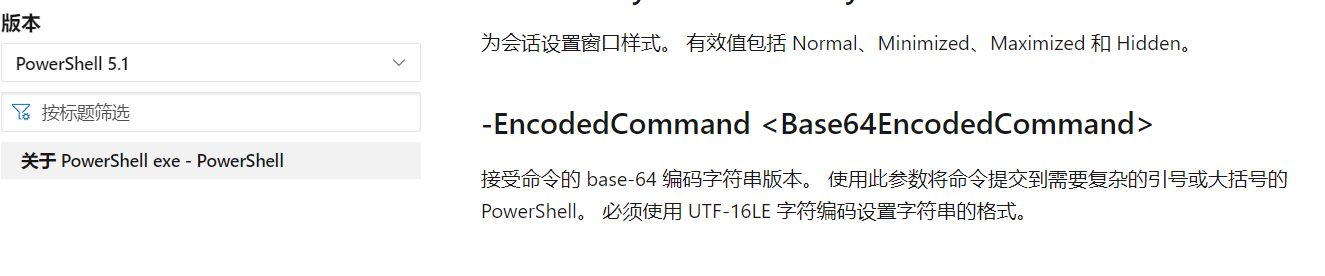 版本
PowerShell 5.1
按标题筛选
关于 PowerShell exe - PowerShell
为会话设置窗口样式。 有效值包括 Normal、Minimized、Maximized 和 Hidden。
-EncodedCommand <Base64EncodedCommand>
接受命令的 base-64 编码字符串版本。 使用此参数将命令提交到需要复杂的引号或大括号的
PowerShell。 必须使用 UTF-16LE 字符编码设置字符串的格式。